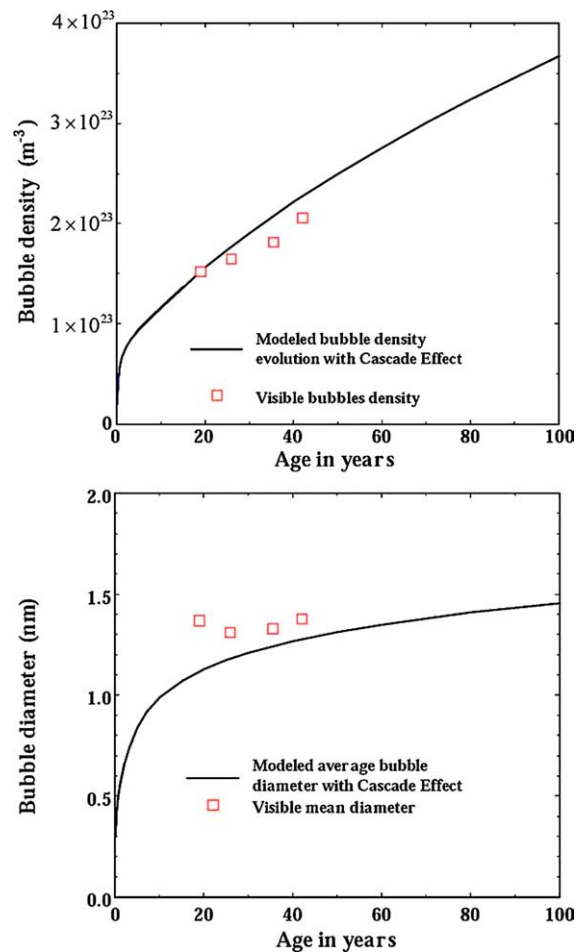 4×10²³
3×10²³
2×10²³
1×10²³
0
Bubble density (m⁻³)
Modeled bubble density
evolution with Cascade Effect
Visible bubbles density
0 20 40 60 80 100
Age in years
2.0
1.5
1.0
0.5
0.0
Bubble diameter (nm)
Modeled average bubble
diameter with Cascade Effect
Visible mean diameter
0 20 40 60 80 100
Age in years